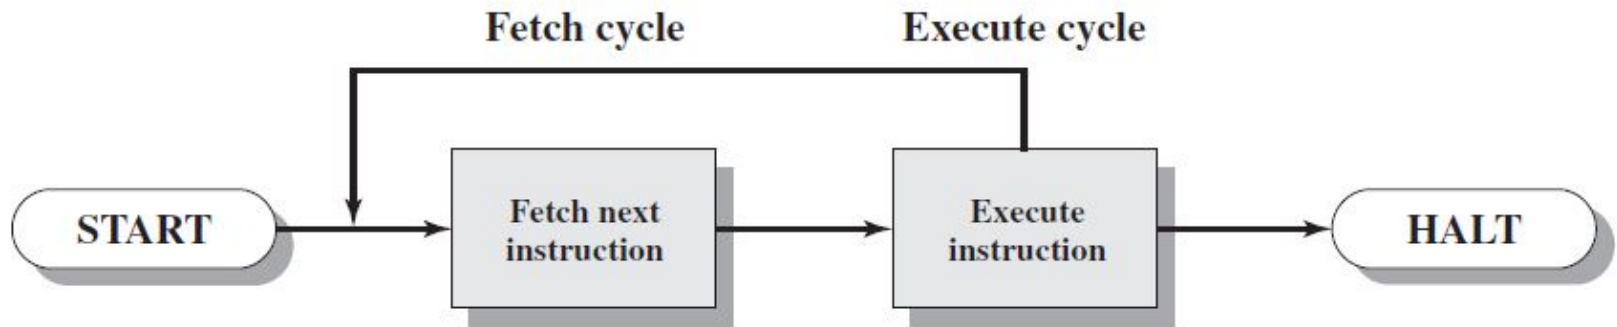 Fetch cycle
Execute cycle
START
Fetch next
instruction
Execute
instruction
HALT